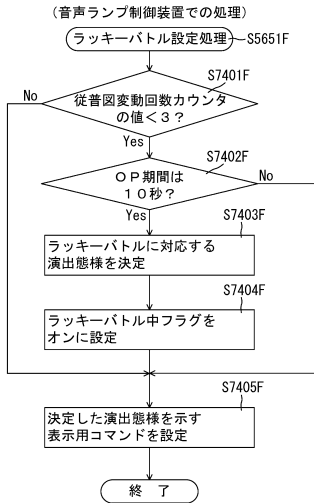 （音声ランプ制御装置での処理）
ラッキーバトル設定処理
S5651F
S7401F
No
従普図変動回数カウンタ
の値＜３？
Yes
S7402F
No
ＯＰ期間は
１０秒？
Yes
S7403F
ラッキーバトルに対応する
演出態様を決定
S7404F
ラッキーバトル中フラグを
オンに設定
S7405F
決定した演出態様を示す
表示用コマンドを設定
終 了